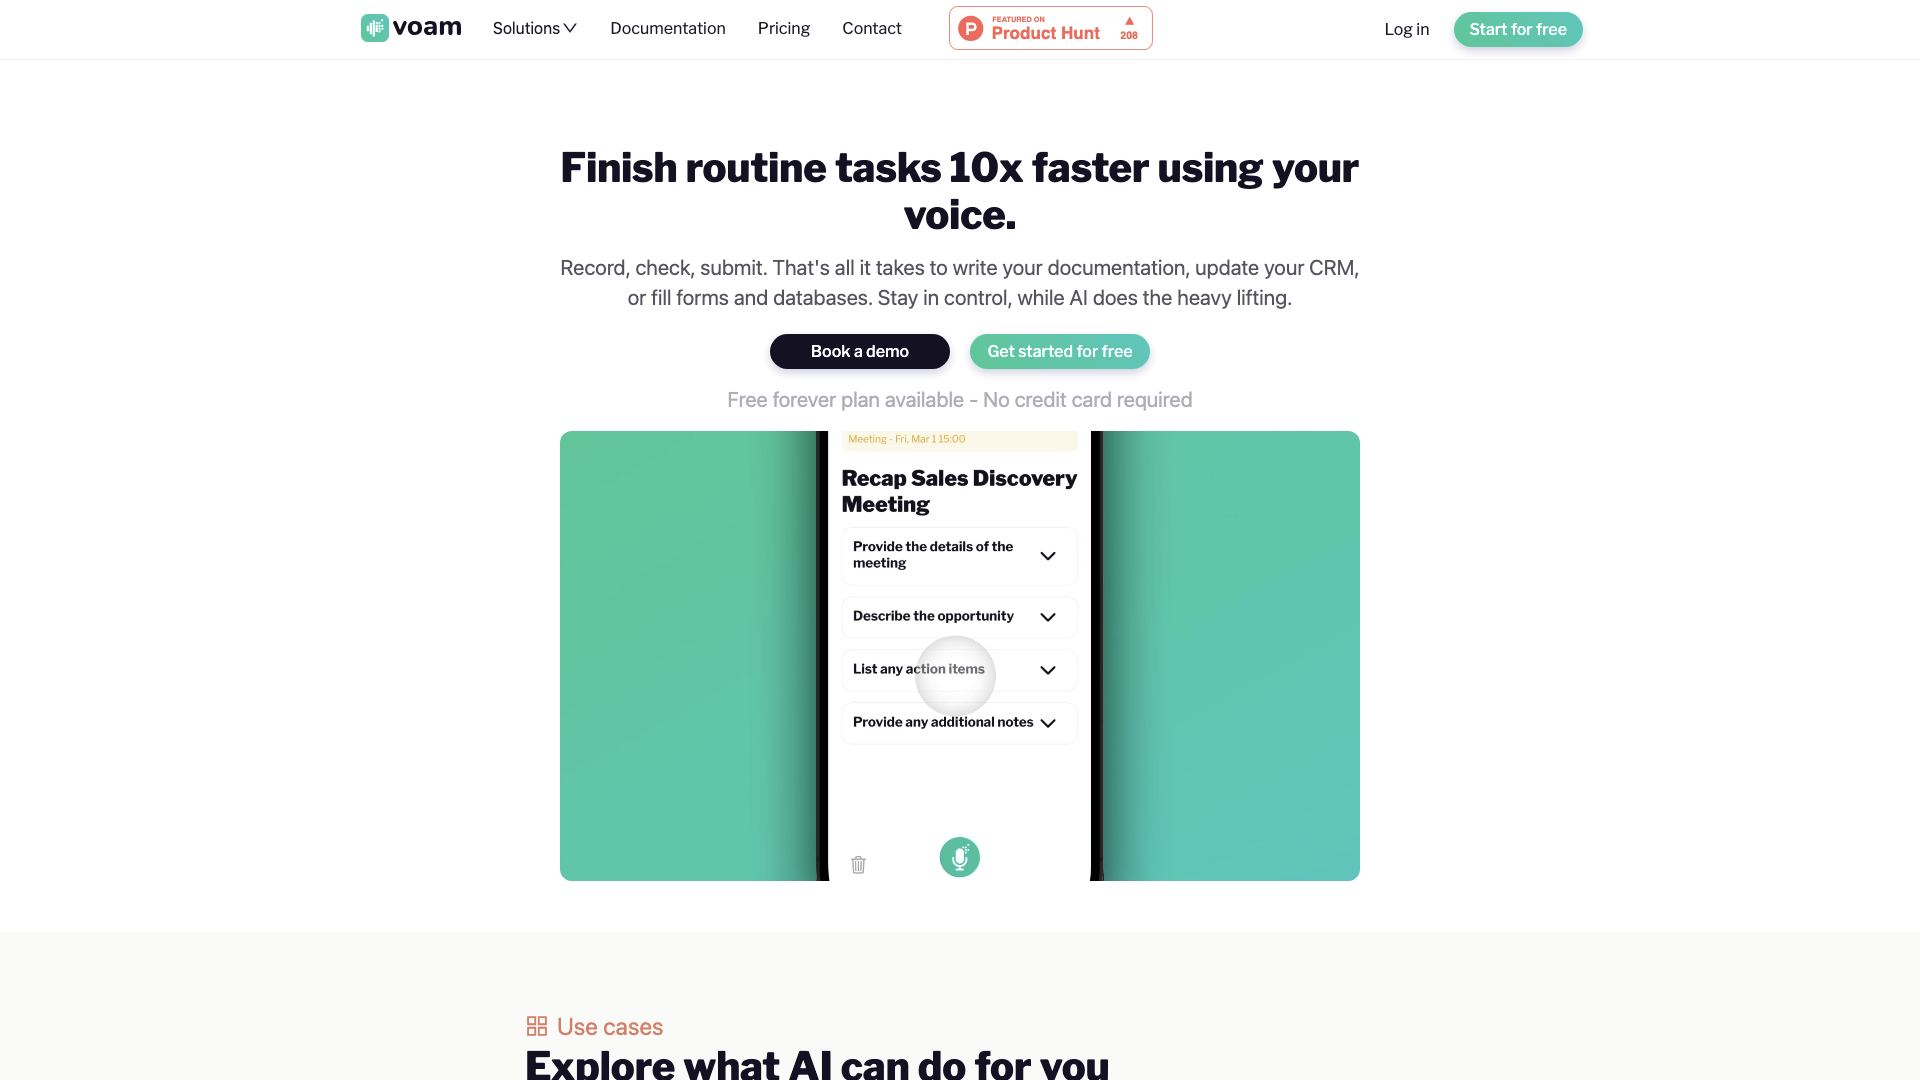 voam
Solutions
Documentation
Pricing
Contact
FEATURED ON
Product Hunt
208
Log in
Start for free
Finish routine tasks 10x faster using your
voice.
Record, check, submit. That's all it takes to write your documentation, update your CRM,
or fill forms and databases. Stay in control, while AI does the heavy lifting.
Book a demo
Get started for free
Free forever plan available - No credit card required
Meeting - Fri, Mar 1 15:00
Recap Sales Discovery
Meeting
Provide the details of the
meeting
Describe the opportunity
List any action items
Provide any additional notes
Use cases
Explore what AI can do for you